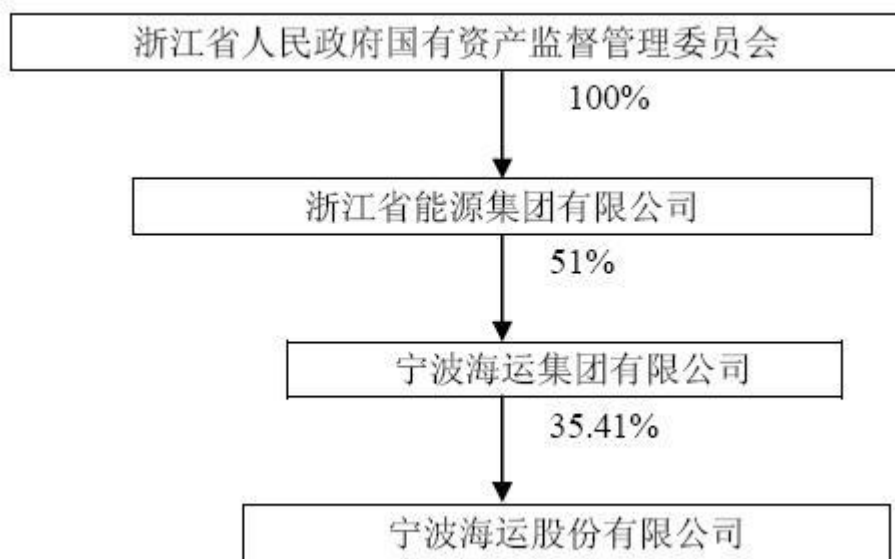 浙江省人民政府国有资产监督管理委员会
100%
浙江省能源集团有限公司
51%
宁波海运集团有限公司
35.41%
宁波海运股份有限公司